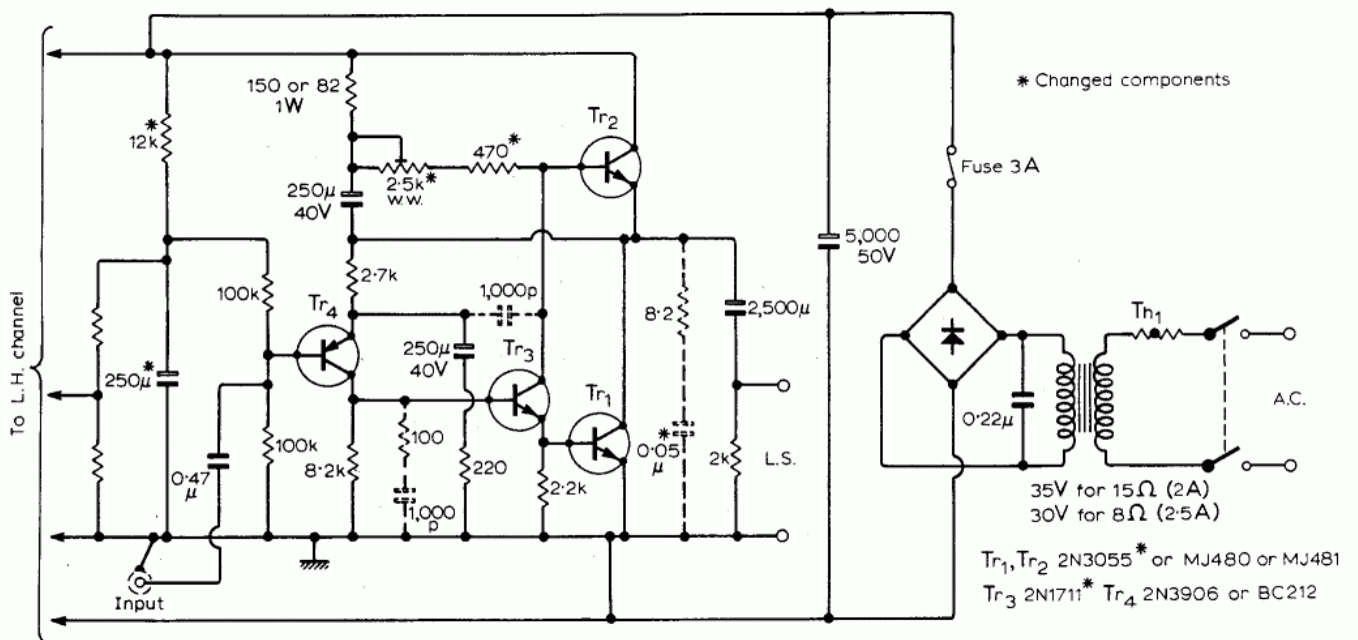 150 or 82
1W
* Changed components
*
12k
Tr2
470*
Fuse 3A
2·5k*
w.w.
250µ
40V
5,000
50V
2·7k
100k
1,000p
8·2
2,500µ
Tr4
Th1
To L.H. channel
250µ*
250µ
40V
Tr3
Tr1
0·22µ
A.C.
100k
100
*
0·05
µ
L.S.
0·47
µ
8·2k
220
2k
2·2k
1,000
p
35V for 15Ω (2A)
30V for 8Ω (2·5A)
Tr1, Tr2 2N3055* or MJ480 or MJ481
Tr3 2N1711* Tr4 2N3906 or BC212
Input